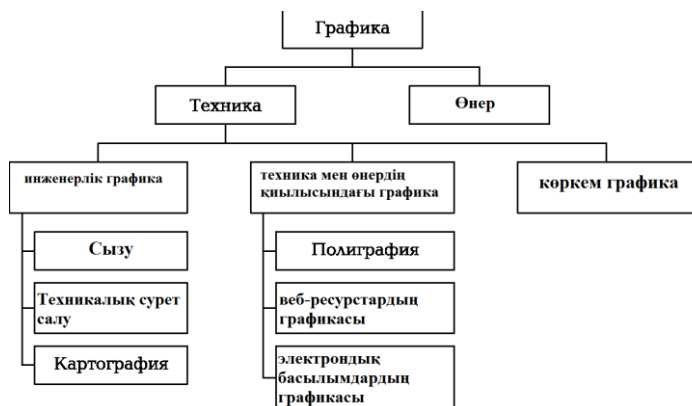 Графика
Техника
Өнер
инженерлік графика
техника мен өнердің
қиылысындағы графика
көркем графика
Сызу
Техникалық сурет
салу
Картография
Полиграфия
веб-ресурстардың
графикасы
электрондық
басылымдардың
графикасы